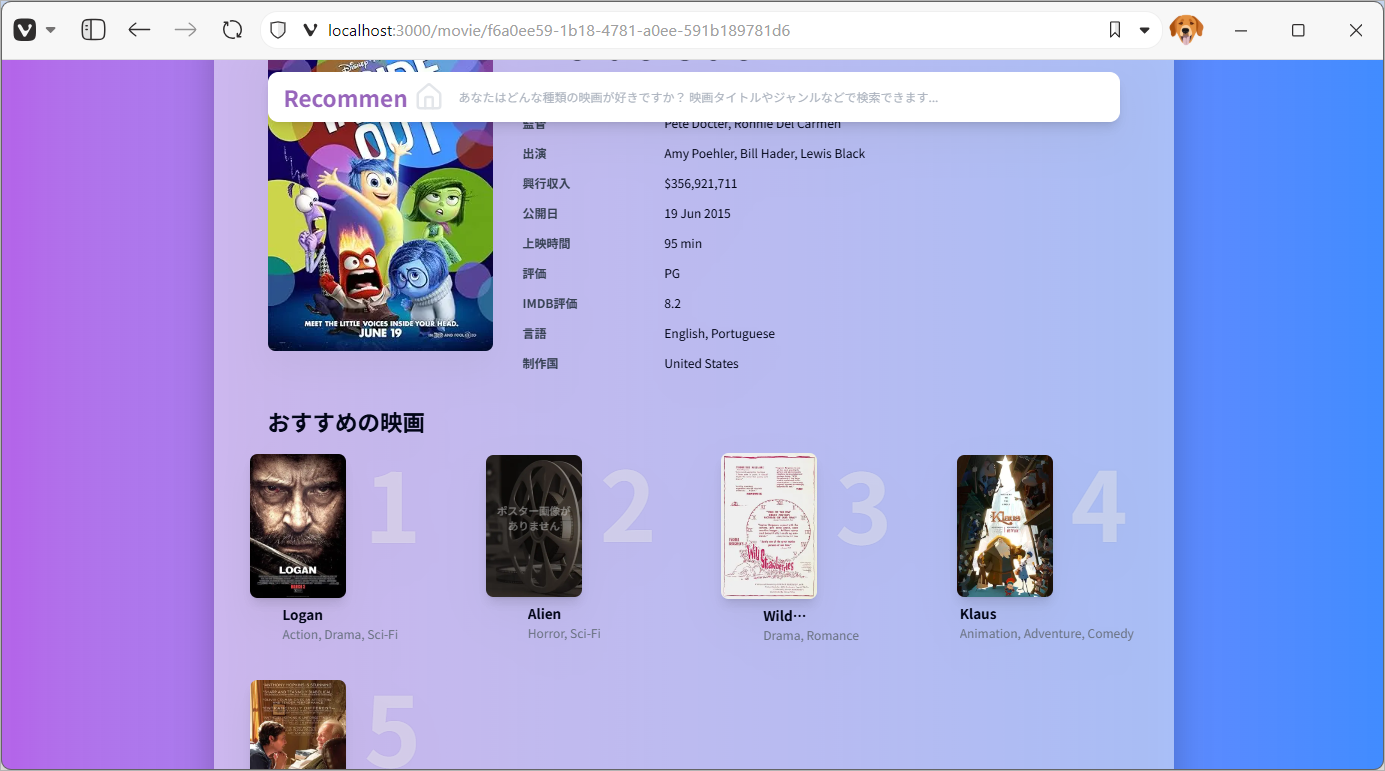 localhost:3000/movie/f6a0ee59-1b18-4781-a0ee-591b189781d6
Recommen
あなたはどんな種類の映画が好きですか？ 映画タイトルやジャンルなどで検索できます...
OUT
MEET THE LITTLE VOICES INSIDE YOUR HEAD.
JUNE 19
監督 Pete Docter, Ronnie Del Carmen
出演 Amy Poehler, Bill Hader, Lewis Black
興行収入 $356,921,711
公開日 19 Jun 2015
上映時間 95 min
評価 PG
IMDB評価 8.2
言語 English, Portuguese
制作国 United States
おすすめの映画
LOGAN
1
Logan
Action, Drama, Sci-Fi
ポスター画像が
ありません
2
Alien
Horror, Sci-Fi
Wild Strawberries
3
Wild…
Drama, Romance
Klaus
4
Klaus
Animation, Adventure, Comedy
5